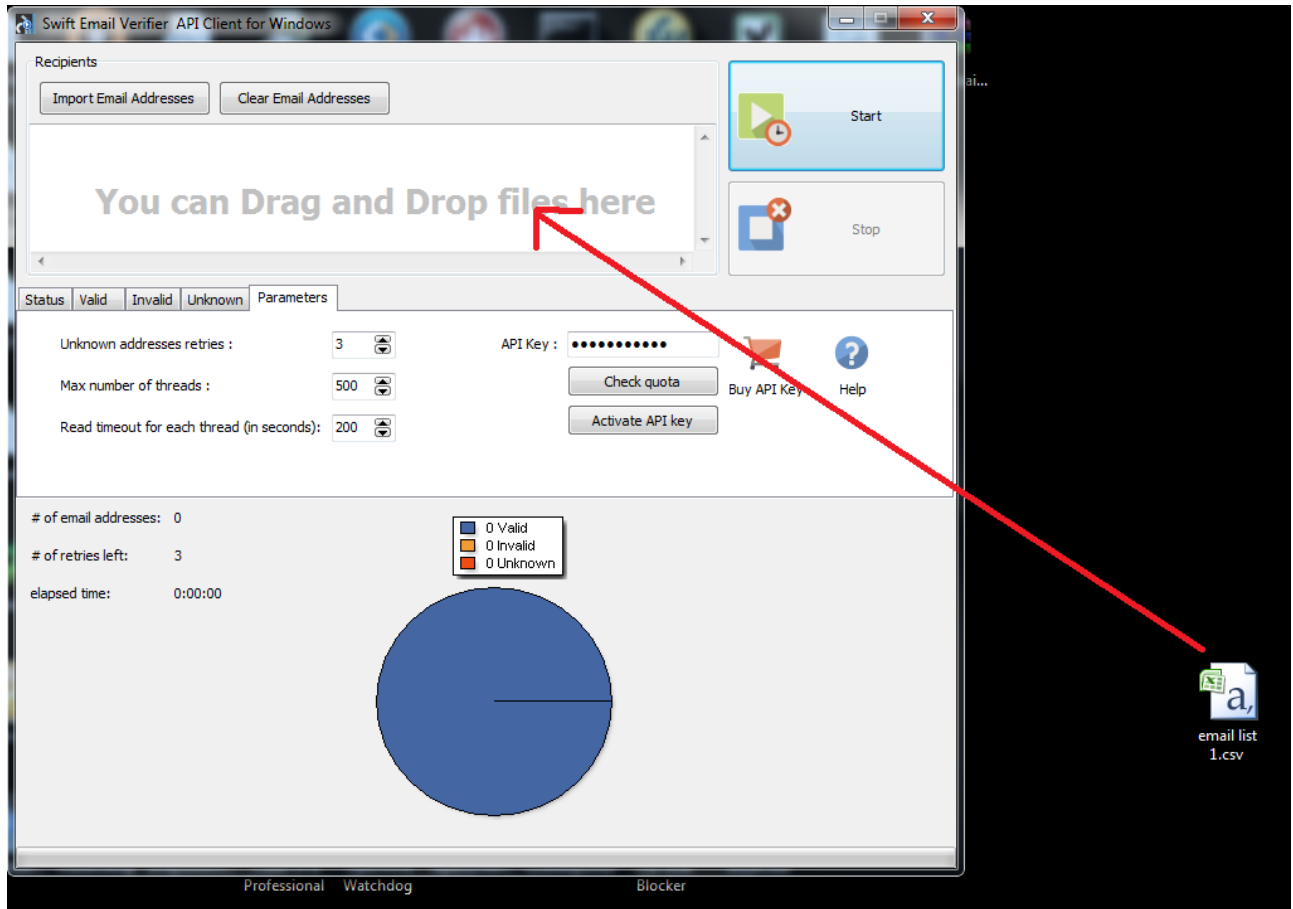 Swift Email Verifier API Client for Windows
ai...
Recipients
Import Email Addresses
Clear Email Addresses
You can Drag and Drop files here
Start
Stop
Status
Valid
Invalid
Unknown
Parameters
Unknown addresses retries :
3
Max number of threads :
500
Read timeout for each thread (in seconds):
200
API Key :
•••••••••••
Check quota
Activate API key
Buy API Key
Help
# of email addresses:
0
# of retries left:
3
elapsed time:
0:00:00
0 Valid
0 Invalid
0 Unknown
a,
email list
1.csv
Professional
Watchdog
Blocker